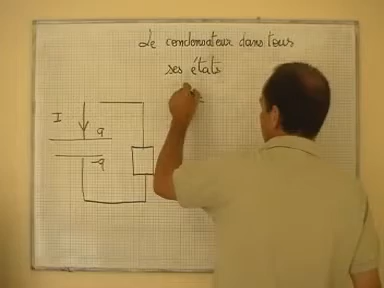 Le condensateur dans tous
ses états
I
q
-q